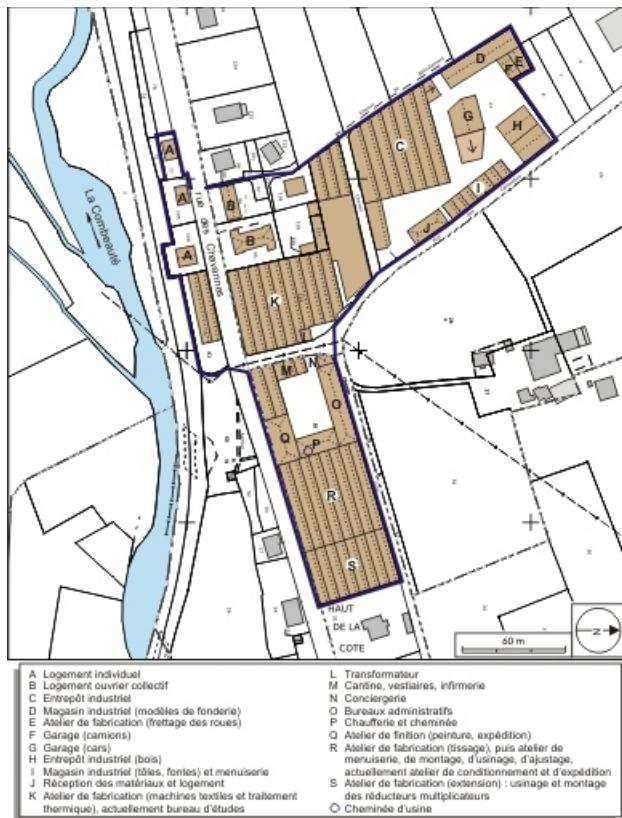 La Combeauté
rue des Chavannes
A
A
A
B
B
C
D
E
F
G
H
I
J
K
M
N
O
P
Q
R
S
HAUT
DE LA
COTE
60 m
N
A Logement individuel
B Logement ouvrier collectif
C Entrepôt industriel
D Magasin industriel (modèles de fonderie)
E Atelier de fabrication (frettage des roues)
F Garage (camions)
G Garage (cars)
H Entrepôt industriel (bois)
I Magasin industriel (tôles, fontes) et menuiserie
J Réception des matériaux et logement
K Atelier de fabrication (machines textiles et traitement
thermique), actuellement bureau d'études
L Transformateur
M Cantine, vestiaires, infirmerie
N Conciergerie
O Bureaux administratifs
P Chaufferie et cheminée
Q Atelier de finition (peinture, expédition)
R Atelier de fabrication (tissage), puis atelier de
menuiserie, de montage, d'usinage, d'ajustage,
actuellement atelier de conditionnement et d'expédition
S Atelier de fabrication (extension) : usinage et montage
des réducteurs multiplicateurs
Cheminée d'usine